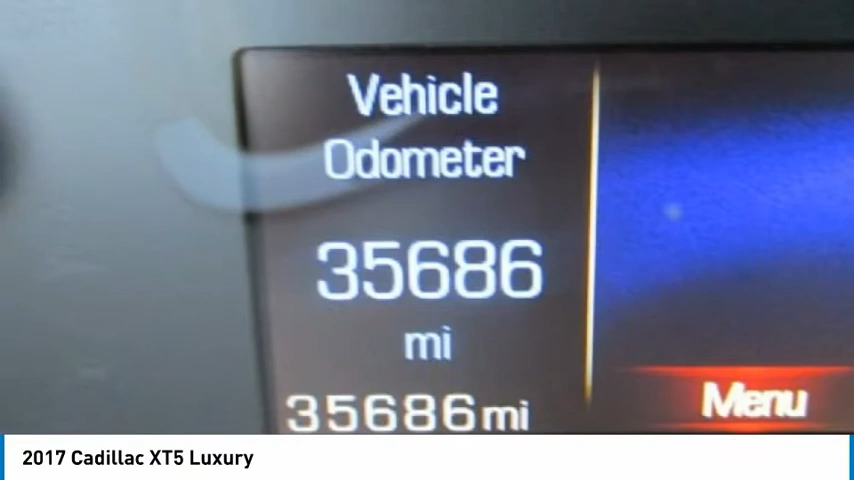 Vehicle
Odometer
35686
mi
35686mi
Menu
2017 Cadillac XT5 Luxury